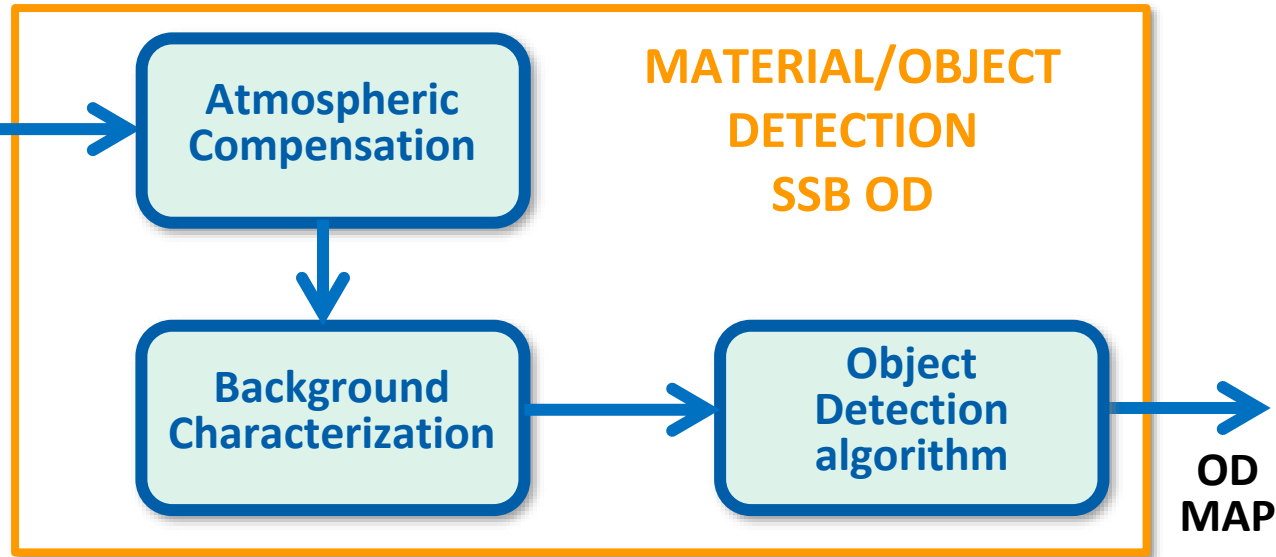 Atmospheric
Compensation
MATERIAL/OBJECT
DETECTION
SSB OD
Background
Characterization
Object
Detection
algorithm
OD
MAP